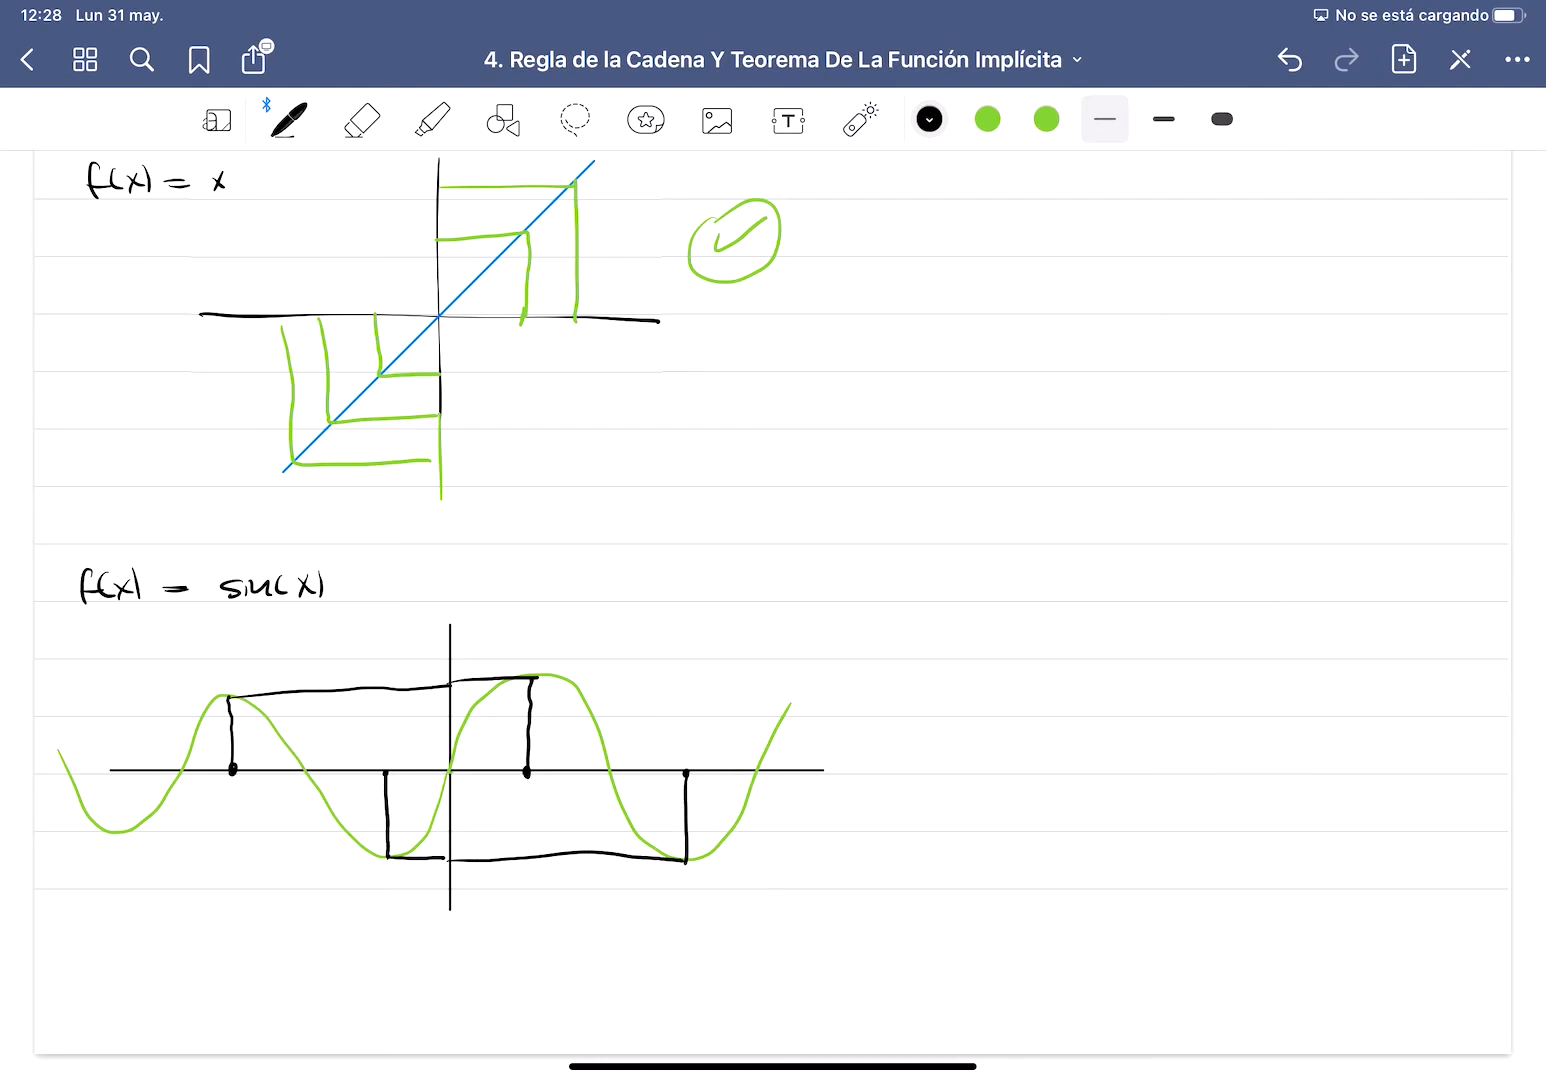 12:28 Lun 31 may. No se está cargando
4. Regla de la Cadena Y Teorema De La Función Implícita
a T
f(x) = x
f(x) = sin(x)